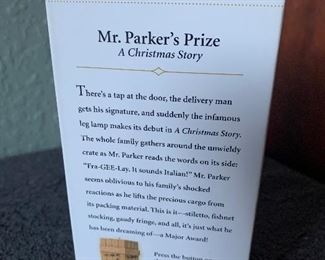 Mr. Parker's Prize
A Christmas Story
There's a tap at the door, the delivery man
gets his signature, and suddenly the infamous
leg lamp makes its debut in A Christmas Story.
The whole family gathers around the unwieldy
crate as Mr. Parker reads the words on its side:
"Fra-GEE-Lay. It sounds Italian!" Mr. Parker
seems oblivious to his family's shocked
reactions as he lifts the precious cargo from
its packing material. This is it—stiletto, fishnet
stocking, gaudy fringe, and all, it's just what he
has been dreaming of—a Major Award!
Press the button